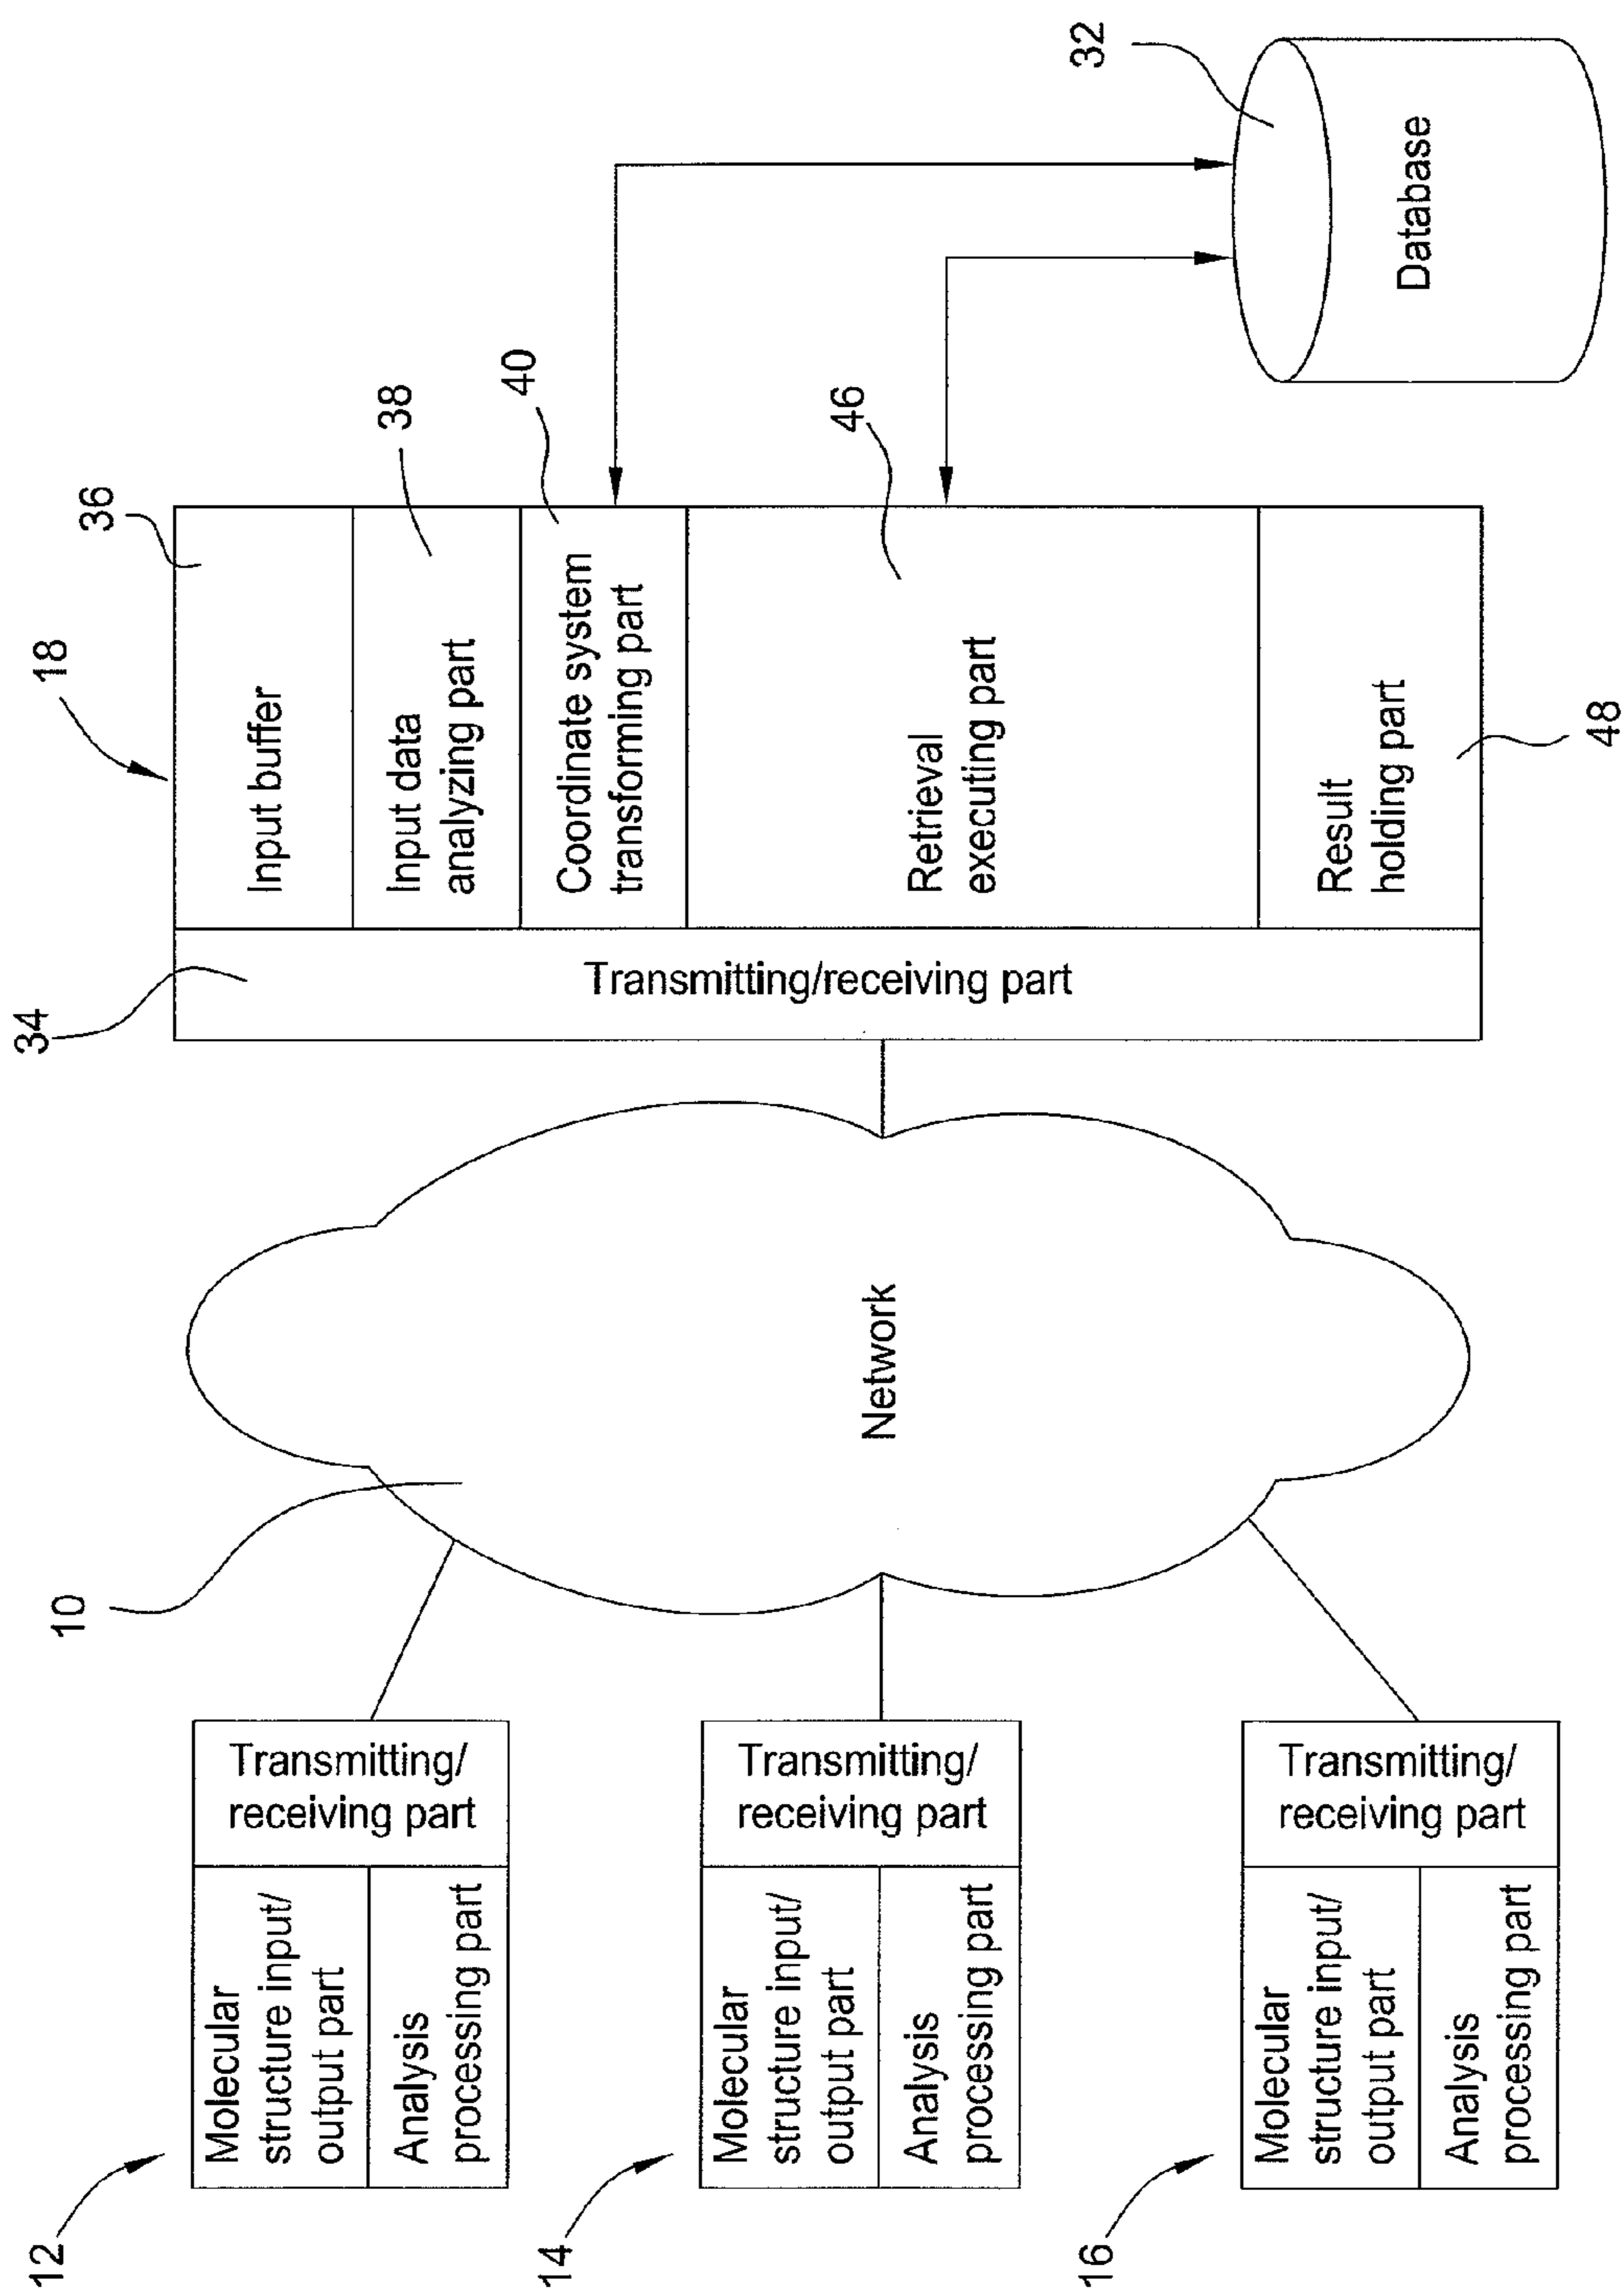 12
Molecular
structure input/
output part
Analysis
processing part
Transmitting/
receiving part
14
Molecular
structure input/
output part
Analysis
processing part
Transmitting/
receiving part
16
Molecular
structure input/
output part
Analysis
processing part
Transmitting/
receiving part
10
Network
18
34
Transmitting/receiving part
36
Input buffer
38
Input data
analyzing part
40
Coordinate system
transforming part
46
Retrieval
executing part
48
Result
holding part
32
Database